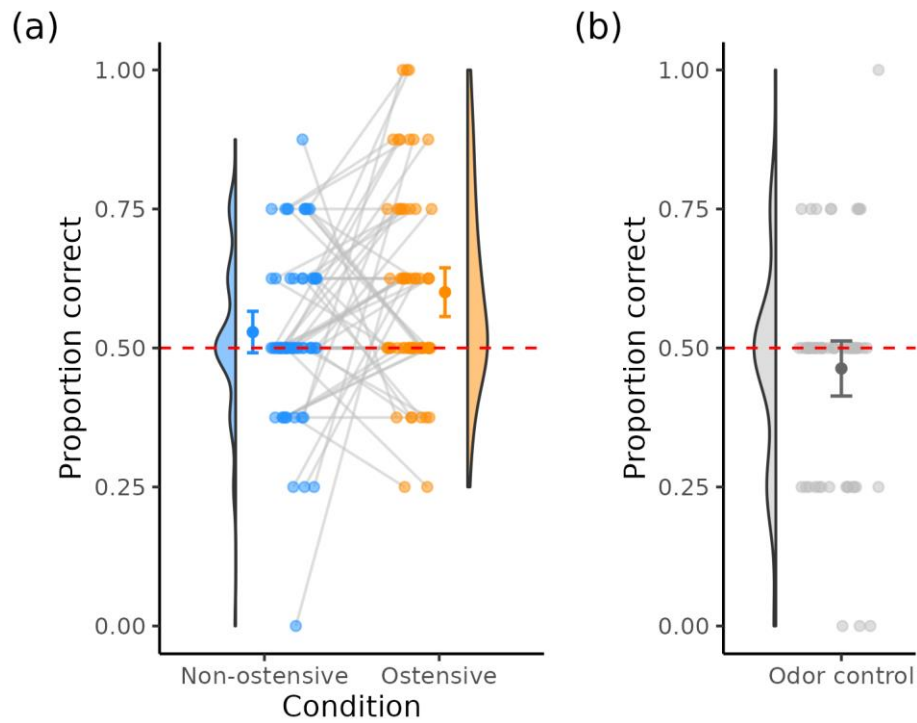 (a)
Proportion correct
1.00
0.75
0.50
0.25
0.00
Non-ostensive
Ostensive
Condition
(b)
Proportion correct
1.00
0.75
0.50
0.25
0.00
Odor control